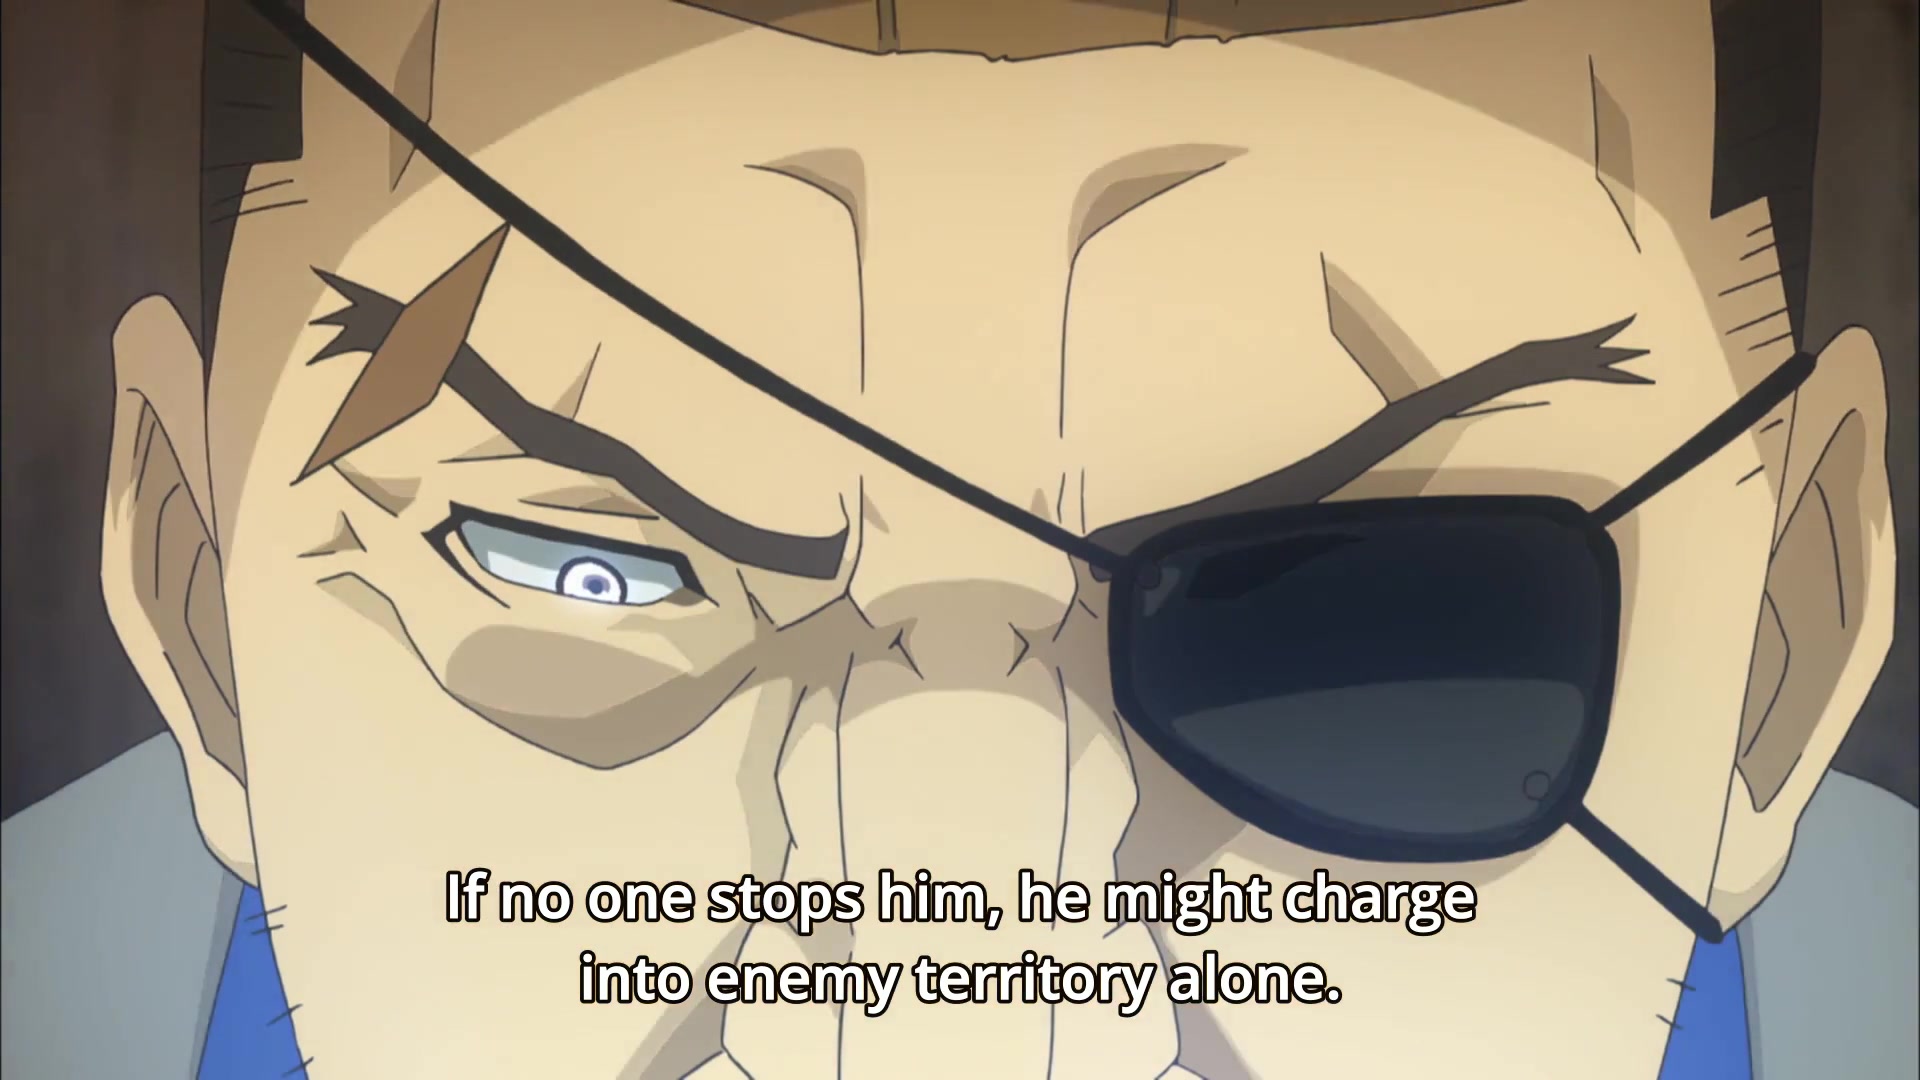 If no one stops him, he might charge
into enemy territory alone.